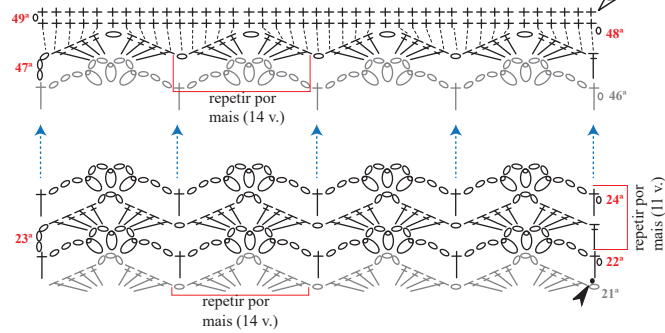 49ª
48ª
47ª
46ª
repetir por
mais (14 v.)
24ª
23ª
22ª
21ª
repetir por
mais (11 v.)
repetir por
mais (14 v.)